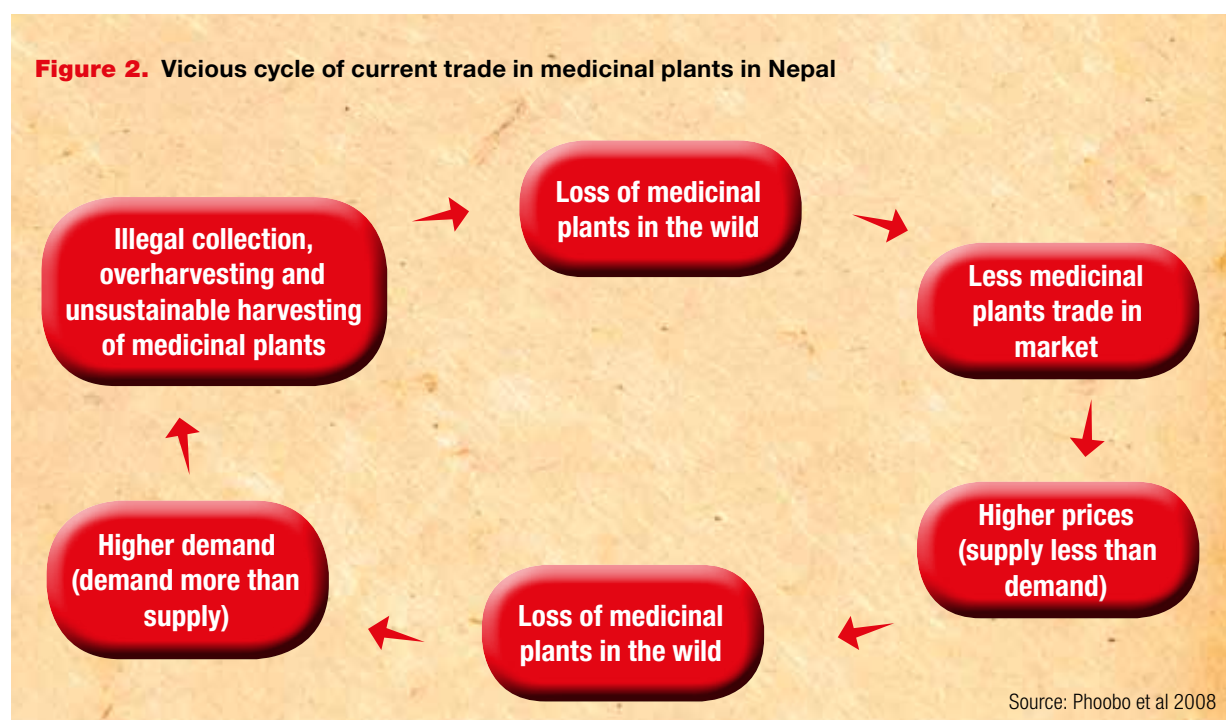 Figure 2. Vicious cycle of current trade in medicinal plants in Nepal
Loss of medicinal
plants in the wild
Illegal collection,
overharvesting and
unsustainable harvesting
of medicinal plants
Less medicinal
plants trade in
market
Higher prices
(supply less than
demand)
Loss of medicinal
plants in the wild
Higher demand
(demand more than
supply)
Source: Phoobo et al 2008